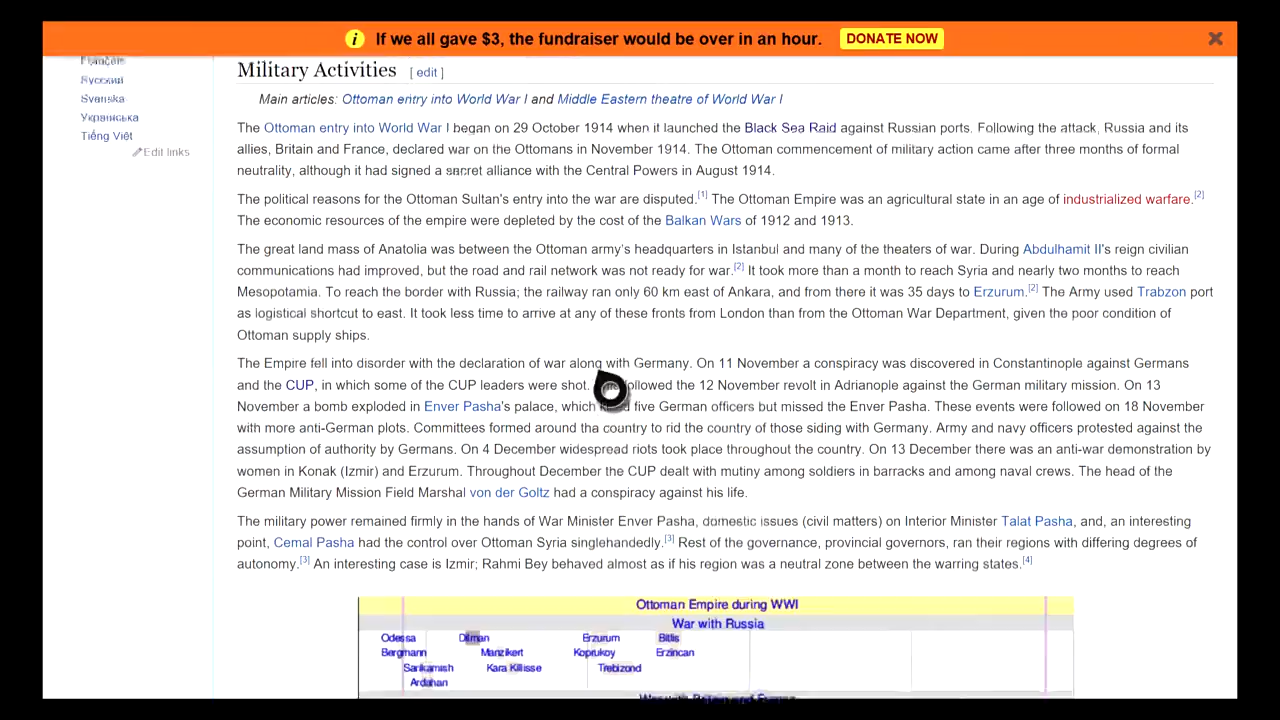 i If we all gave $3, the fundraiser would be over in an hour. DONATE NOW
Français
Русский
Svenska
Українська
Tiếng Việt
Edit links
Military Activities [ edit ]
Main articles: Ottoman entry into World War I and Middle Eastern theatre of World War I
The Ottoman entry into World War I began on 29 October 1914 when it launched the Black Sea Raid against Russian ports. Following the attack, Russia and its
allies, Britain and France, declared war on the Ottomans in November 1914. The Ottoman commencement of military action came after three months of formal
neutrality, although it had signed a secret alliance with the Central Powers in August 1914.
The political reasons for the Ottoman Sultan's entry into the war are disputed.[1] The Ottoman Empire was an agricultural state in an age of industrialized warfare.[2]
The economic resources of the empire were depleted by the cost of the Balkan Wars of 1912 and 1913.
The great land mass of Anatolia was between the Ottoman army's headquarters in Istanbul and many of the theaters of war. During Abdulhamit II's reign civilian
communications had improved, but the road and rail network was not ready for war.[2] It took more than a month to reach Syria and nearly two months to reach
Mesopotamia. To reach the border with Russia; the railway ran only 60 km east of Ankara, and from there it was 35 days to Erzurum.[2] The Army used Trabzon port
as logistical shortcut to east. It took less time to arrive at any of these fronts from London than from the Ottoman War Department, given the poor condition of
Ottoman supply ships.
The Empire fell into disorder with the declaration of war along with Germany. On 11 November a conspiracy was discovered in Constantinople against Germans
and the CUP, in which some of the CUP leaders were shot. followed the 12 November revolt in Adrianople against the German military mission. On 13
November a bomb exploded in Enver Pasha's palace, which five German officers but missed the Enver Pasha. These events were followed on 18 November
with more anti-German plots. Committees formed around the country to rid the country of those siding with Germany. Army and navy officers protested against the
assumption of authority by Germans. On 4 December widespread riots took place throughout the country. On 13 December there was an anti-war demonstration by
women in Konak (Izmir) and Erzurum. Throughout December the CUP dealt with mutiny among soldiers in barracks and among naval crews. The head of the
German Military Mission Field Marshal von der Goltz had a conspiracy against his life.
The military power remained firmly in the hands of War Minister Enver Pasha, domestic issues (civil matters) on Interior Minister Talat Pasha, and, an interesting
point, Cemal Pasha had the control over Ottoman Syria singlehandedly.[3] Rest of the governance, provincial governors, ran their regions with differing degrees of
autonomy.[3] An interesting case is Izmir; Rahmi Bey behaved almost as if his region was a neutral zone between the warring states.[4]
Ottoman Empire during WWI
War with Russia
Odessa Dilman Erzurum Bitlis
Bergmann Manzikert Koprukoy Erzincan
Sarikamish Kara Killisse Trebizond
Ardahan